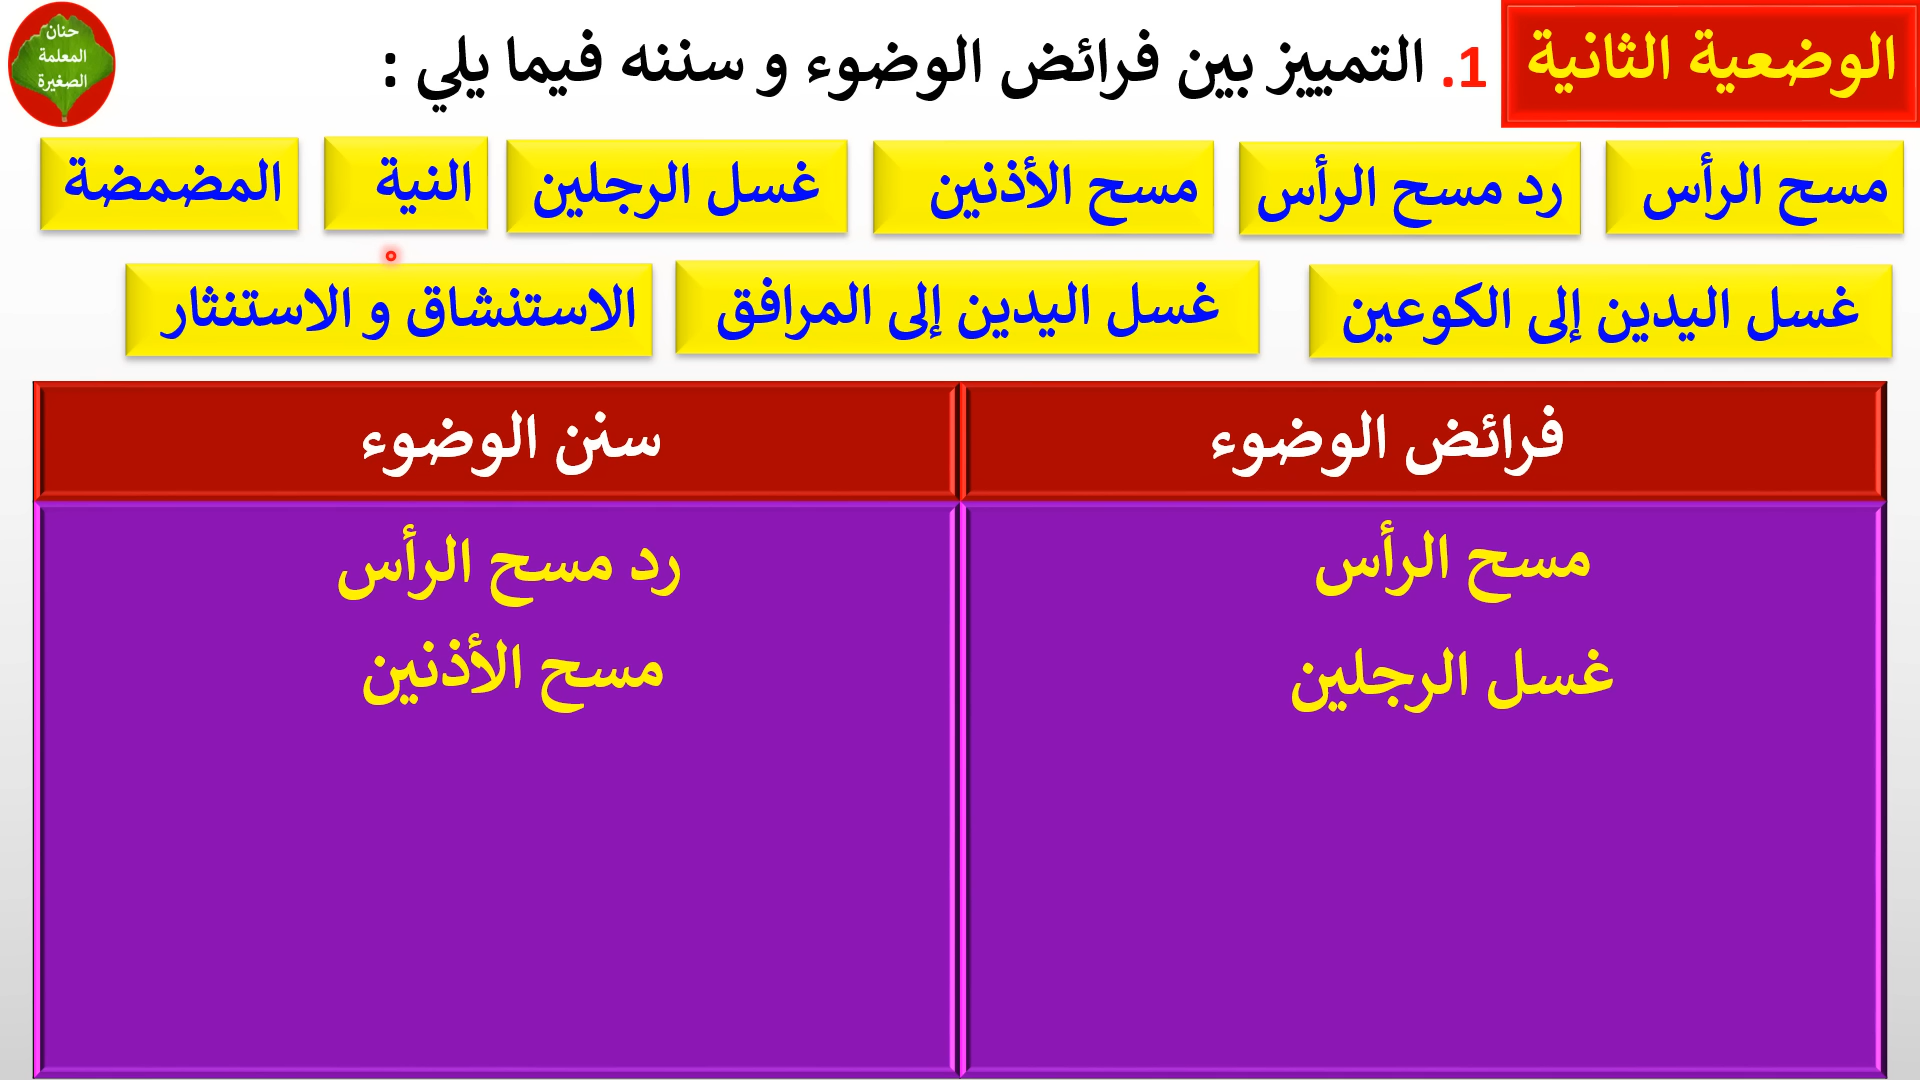 الوضعية الثانية
1. التمييز بين فرائض الوضوء و سننه فيما يلي :
حنان
المعلمة
الصغيرة
مسح الرأس
رد مسح الرأس
مسح الأذنين
غسل الرجلين
النية
المضمضة
غسل اليدين إلى الكوعين
غسل اليدين إلى المرافق
الاستنشاق و الاستنثار
فرائض الوضوء
سنن الوضوء
مسح الرأس
رد مسح الرأس
غسل الرجلين
مسح الأذنين